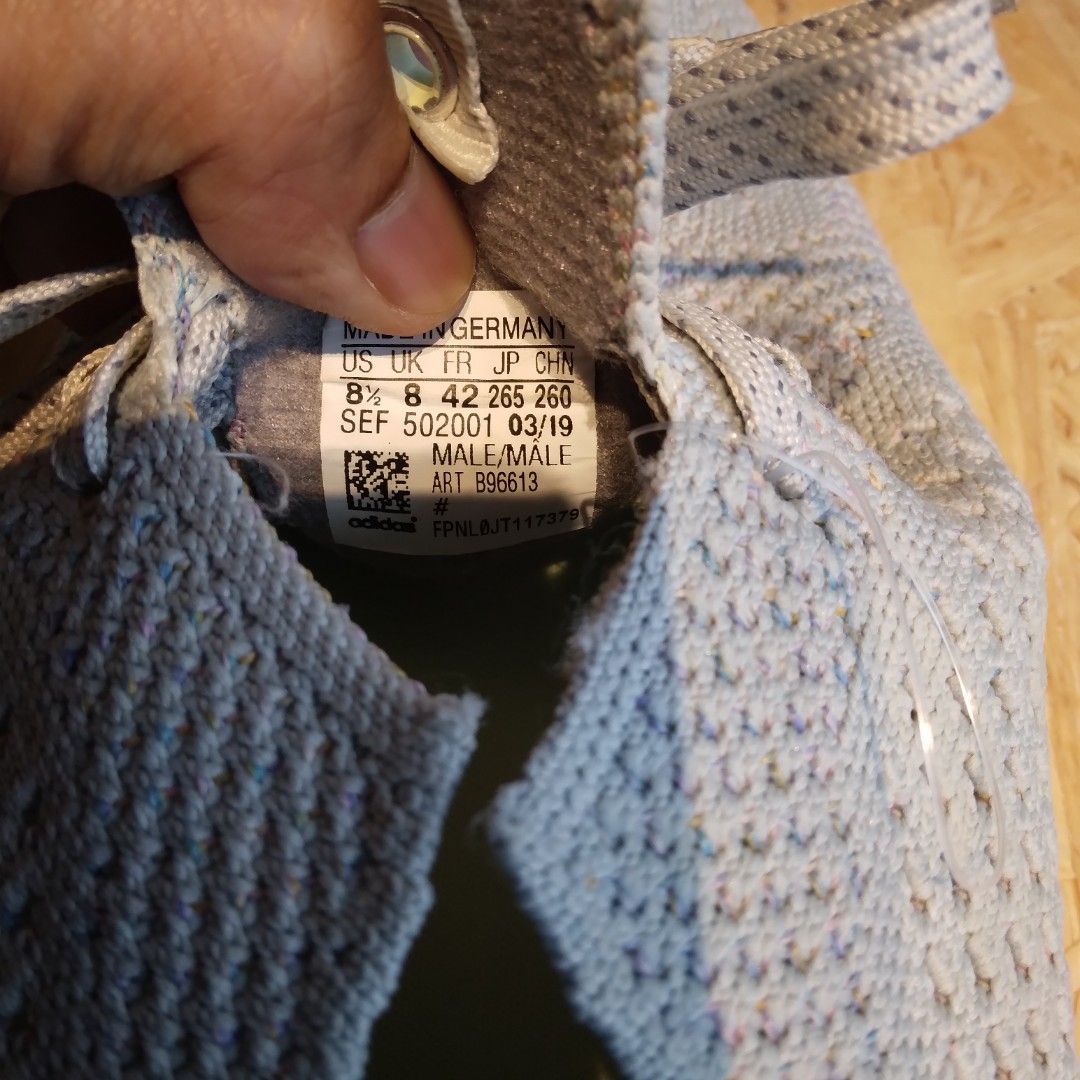 MADE IN GERMANY
US UK FR JP CHN
8½ 8 42 265 260
SEF 502001 03/19
MALE/MÂLE
ART B96613
#
adidas FPNL0JT117379